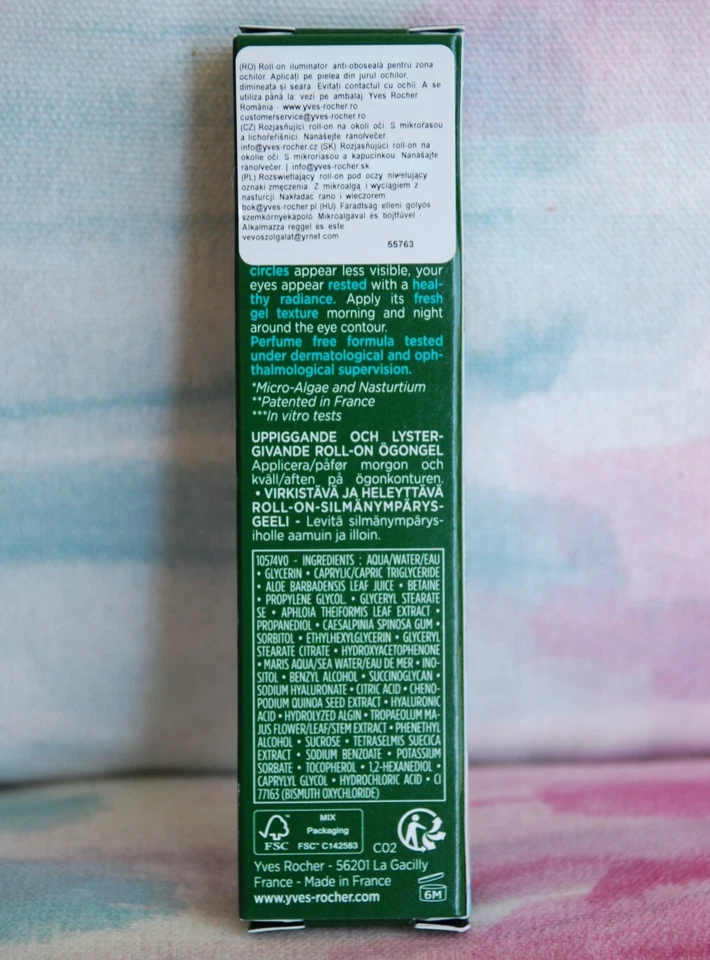 (RO) Roll-on iluminator anti-oboseală pentru zona
ochilor. Aplicați pe pielea din jurul ochilor,
dimineata și seara. Evitați contactul cu ochii. A se
utiliza până la: vezi pe ambalaj. Yves Rocher
România - www.yves-rocher.ro
customerservice@yves-rocher.ro
(CZ) Rozjasňující roll-on na okolí očí. S mikrořasou
a lichořeřišnicí. Nanášejte ráno/večer.
info@yves-rocher.cz (SK) Rozjasňujúci roll-on na
okolie očí. S mikroriasou a kapucínkou. Nanášajte
ráno/večer. | info@yves-rocher.sk
(PL) Rozświetlający roll-on pod oczy niwelujący
oznaki zmęczenia. Z mikroalgą i wyciągiem z
nasturcji. Nakładać rano i wieczorem.
bok@yves-rocher.pl (HU) Fáradtság elleni golyós
szemkörnyékápoló. Mikroalgával és böjtfűvel -
Alkalmazza reggel és este.
vevoszolgalat@yrnet.com
55763
circles appear less visible, your
eyes appear rested with a heal-
thy radiance. Apply its fresh
gel texture morning and night
around the eye contour.
Perfume free formula tested
under dermatological and oph-
thalmological supervision.
*Micro-Algae and Nasturtium
**Patented in France
***In vitro tests
UPPIGGANDE OCH LYSTER-
GIVANDE ROLL-ON ÖGONGEL
Applicera/påfør morgon och
kväll/aften på ögonkonturen.
• VIRKISTÄVÄ JA HELEYTTÄVÄ
ROLL-ON-SILMÄNYMPÄRYS-
GEELI - Levitä silmänympärys-
iholle aamuin ja illoin.
10574V0 - INGREDIENTS : AQUA/WATER/EAU
• GLYCERIN • CAPRYLIC/CAPRIC TRIGLYCERIDE
• ALOE BARBADENSIS LEAF JUICE • BETAINE
• PROPYLENE GLYCOL. • GLYCERYL STEARATE
SE • APHLOIA THEIFORMIS LEAF EXTRACT •
PROPANEDIOL • CAESALPINIA SPINOSA GUM •
SORBITOL • ETHYLHEXYLGLYCERIN • GLYCERYL
STEARATE CITRATE • HYDROXYACETOPHENONE
• MARIS AQUA/SEA WATER/EAU DE MER • INO-
SITOL • BENZYL ALCOHOL • SUCCINOGLYCAN •
SODIUM HYALURONATE • CITRIC ACID • CHENO-
PODIUM QUINOA SEED EXTRACT • HYALURONIC
ACID • HYDROLYZED ALGIN • TROPAEOLUM MA-
JUS FLOWER/LEAF/STEM EXTRACT • PHENETHYL
ALCOHOL • SUCROSE • TETRASELMIS SUECICA
EXTRACT • SODIUM BENZOATE • POTASSIUM
SORBATE • TOCOPHEROL • 1,2-HEXANEDIOL •
CAPRYLYL GLYCOL • HYDROCHLORIC ACID • CI
77163 (BISMUTH OXYCHLORIDE)
FSC
MIX
Packaging
FSC™ C142563
C02
Yves Rocher - 56201 La Gacilly
France - Made in France
www.yves-rocher.com
6M